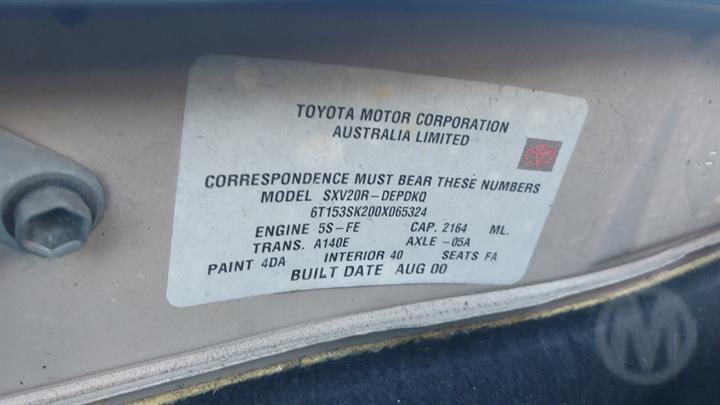 TOYOTA MOTOR CORPORATION
AUSTRALIA LIMITED
CORRESPONDENCE MUST BEAR THESE NUMBERS
MODEL SXV20R-DEPDKQ
6T153SK200X065324
ENGINE 5S-FE CAP. 2164 ML.
TRANS. A140E AXLE -05A
PAINT 4DA INTERIOR 40 SEATS FA
BUILT DATE AUG 00
M